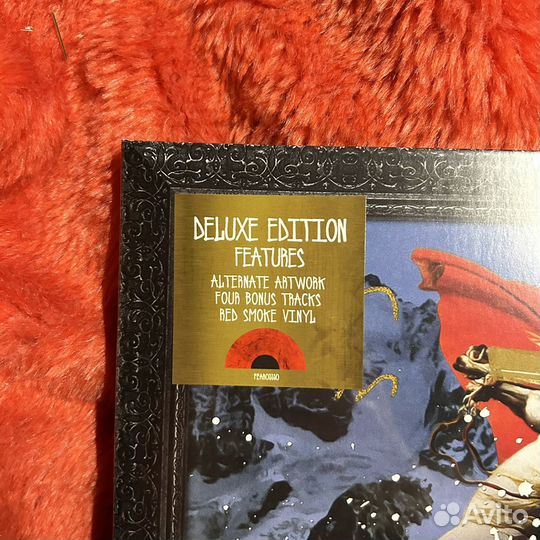 DELUXE EDITION
FEATURES
ALTERNATE ARTWORK
FOUR BONUS TRACKS
RED SMOKE VINYL
Avito